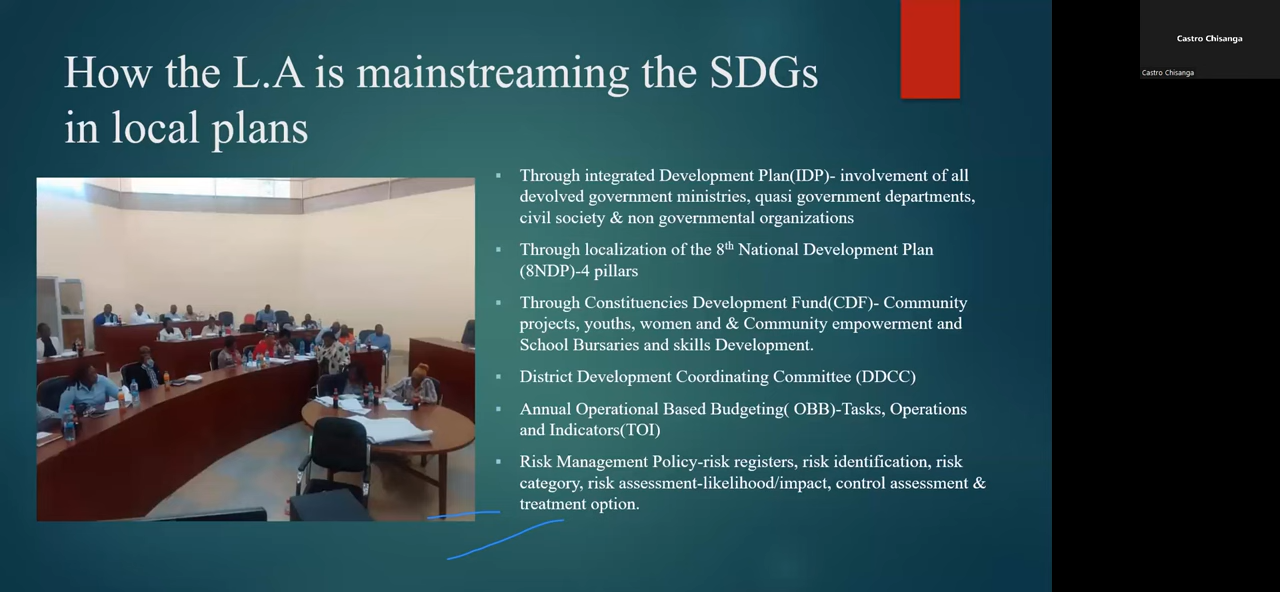 How the L.A is mainstreaming the SDGs
in local plans
Through integrated Development Plan(IDP)- involvement of all
devolved government ministries, quasi government departments,
civil society & non governmental organizations
Through localization of the 8th National Development Plan
(8NDP)-4 pillars
Through Constituencies Development Fund(CDF)- Community
projects, youths, women and & Community empowerment and
School Bursaries and skills Development.
District Development Coordinating Committee (DDCC)
Annual Operational Based Budgeting( OBB)-Tasks, Operations
and Indicators(TOI)
Risk Management Policy-risk registers, risk identification, risk
category, risk assessment-likelihood/impact, control assessment &
treatment option.
Castro Chisanga
Castro Chisanga